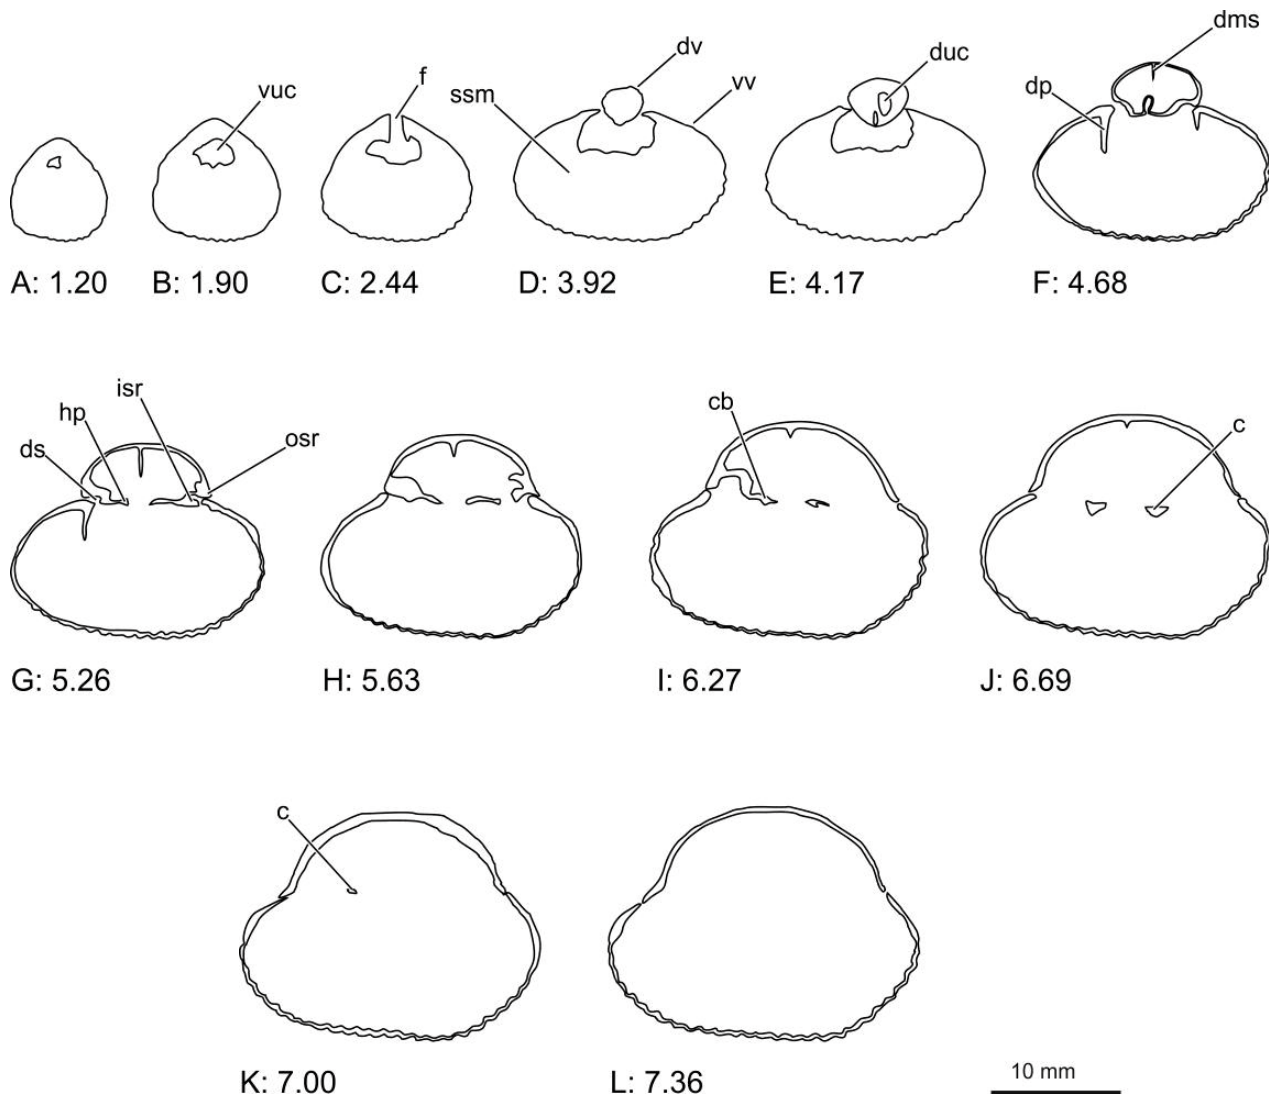 dms
dv
duc
f
vv
vuc
ssm
dp
A: 1.20
B: 1.90
C: 2.44
D: 3.92
E: 4.17
F: 4.68
isr
hp
cb
c
ds
osr
G: 5.26
H: 5.63
I: 6.27
J: 6.69
c
K: 7.00
L: 7.36
10 mm